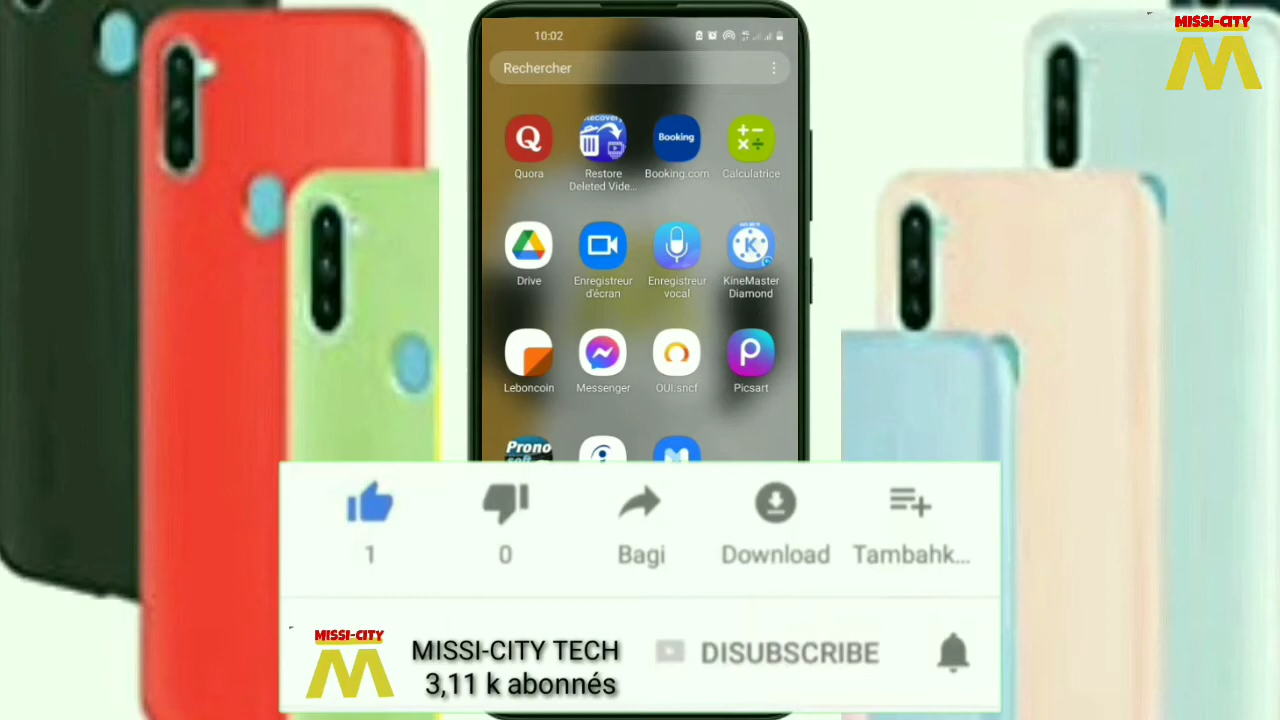 MISSI-CITY
M
10:02
Rechercher
Q
Recovery
Booking
Quora
Restore
Deleted Vide...
Booking.com
Calculatrice
K
Drive
Enregistreur
d'écran
Enregistreur
vocal
KineMaster
Diamond
Leboncoin
Messenger
OUI.sncf
Picsart
Prono
soft
1
0
Bagi
Download
Tambahk...
MISSI-CITY
M
MISSI-CITY TECH
DISUBSCRIBE
3,11 k abonnés